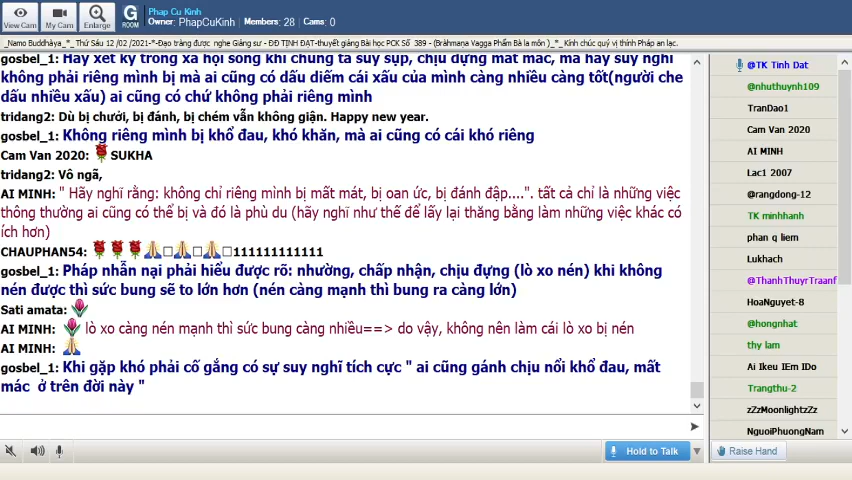 Phap Cu Kinh
Owner: PhapCuKinh Members: 28 Cams: 0
View Cam My Cam Enlarge G ROOM
_Namo Buddhàya_*_ Thứ Sáu 12 /02 /2021-*-Đạo tràng được nghe Giảng sư - ĐĐ TỊNH ĐẠT-thuyết giảng Bài học PCK Số 389 - (Bràhmaṇa Vagga Phẩm Bà la môn ) _*_ Kính chúc quý vị thính Pháp an lạc.
gosbel_1: Hãy xét kỹ trong xã hội sống khi chúng ta suy sụp, chịu đựng mất mác, mà hãy suy nghĩ
không phải riêng mình bị mà ai cũng có dấu diếm cái xấu của mình càng nhiều càng tốt(người che
dấu nhiều xấu) ai cũng có chứ không phải riêng mình
tridang2: Dù bị chưởi, bị đánh, bị chém vẫn không giận. Happy new year.
gosbel_1: Không riêng mình bị khổ đau, khó khăn, mà ai cũng có cái khó riêng
Cam Van 2020: SUKHA
tridang2: Vô ngã,
AI MINH: " Hãy nghĩ rằng: không chỉ riêng mình bị mất mát, bị oan ức, bị đánh đập....". tất cả chỉ là những việc
thông thường ai cũng có thể bị và đó là phù du (hãy nghĩ như thế để lấy lại thăng bằng làm những việc khác có
ích hơn)
CHAUPHAN54: 111111111111
gosbel_1: Pháp nhẫn nại phải hiểu được rõ: nhường, chấp nhận, chịu đựng (lò xo nén) khi không
nén được thì sức bung sẽ to lớn hơn (nén càng mạnh thì bung ra càng lớn)
Sati amata:
AI MINH: lò xo càng nén mạnh thì sức bung càng nhiều==> do vậy, không nên làm cái lò xo bị nén
AI MINH:
gosbel_1: Khi gặp khó phải cố gắng có sự suy nghĩ tích cực " ai cũng gánh chịu nổi khổ đau, mất
mác ở trên đời này "
@TK Tinh Dat
@nhuthuynh109
TranDao1
Cam Van 2020
AI MINH
Lac1 2007
@rangdong-12
TK minhhanh
phan q liem
Lukhach
@ThanhThuyrTraanf
HoaNguyet-8
@hongnhat
thy lam
Ai Ikeu IEm IDo
Trangthu-2
zZzMoonlightzZz
NguoiPhuongNam
Hold to Talk
Raise Hand